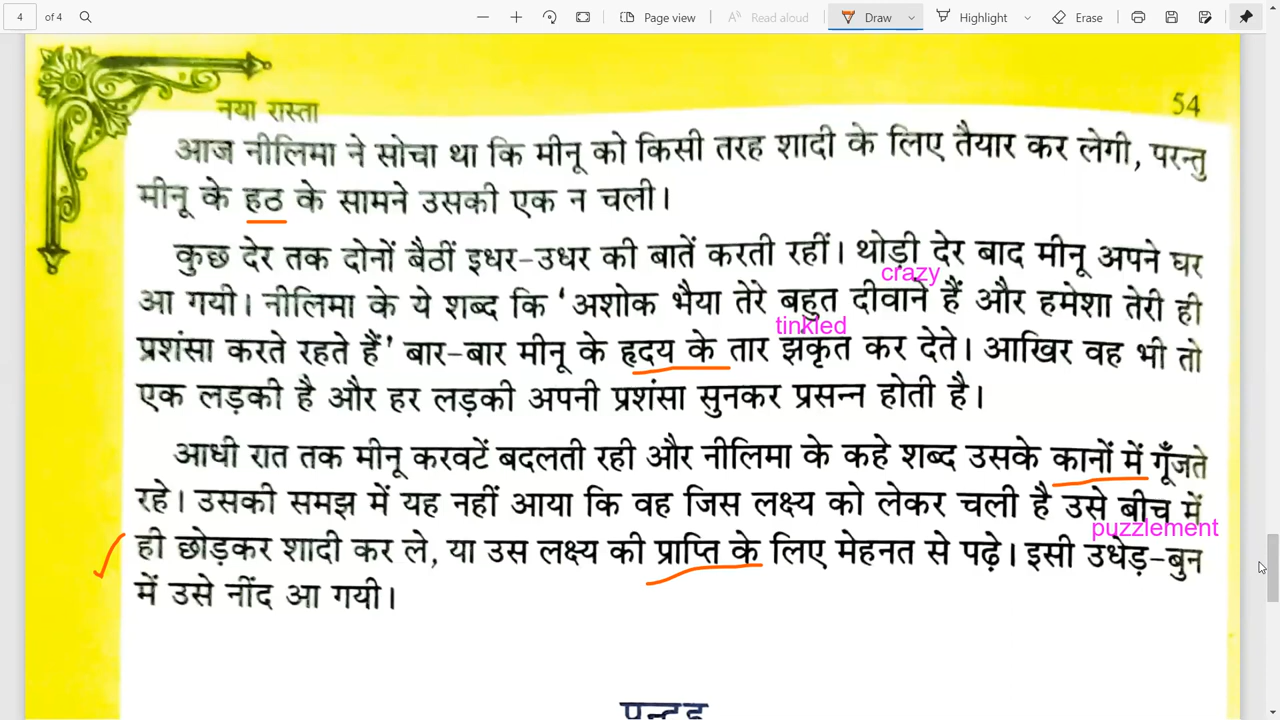 4 of 4 Page view Read aloud Draw Highlight Erase
नया रास्ता 54
आज नीलिमा ने सोचा था कि मीनू को किसी तरह शादी के लिए तैयार कर लेगी, परन्तु
मीनू के हठ के सामने उसकी एक न चली।
कुछ देर तक दोनों बैठीं इधर-उधर की बातें करती रहीं। थोड़ी देर बाद मीनू अपने घर
crazy
आ गयी। नीलिमा के ये शब्द कि 'अशोक भैया तेरे बहुत दीवाने हैं और हमेशा तेरी ही
tinkled
प्रशंसा करते रहते हैं' बार-बार मीनू के हृदय के तार झंकृत कर देते। आखिर वह भी तो
एक लड़की है और हर लड़की अपनी प्रशंसा सुनकर प्रसन्न होती है।
आधी रात तक मीनू करवटें बदलती रही और नीलिमा के कहे शब्द उसके कानों में गूँजते
रहे। उसकी समझ में यह नहीं आया कि वह जिस लक्ष्य को लेकर चली है उसे बीच में
puzzlement
ही छोड़कर शादी कर ले, या उस लक्ष्य की प्राप्ति के लिए मेहनत से पढ़े। इसी उधेड़-बुन
में उसे नींद आ गयी।